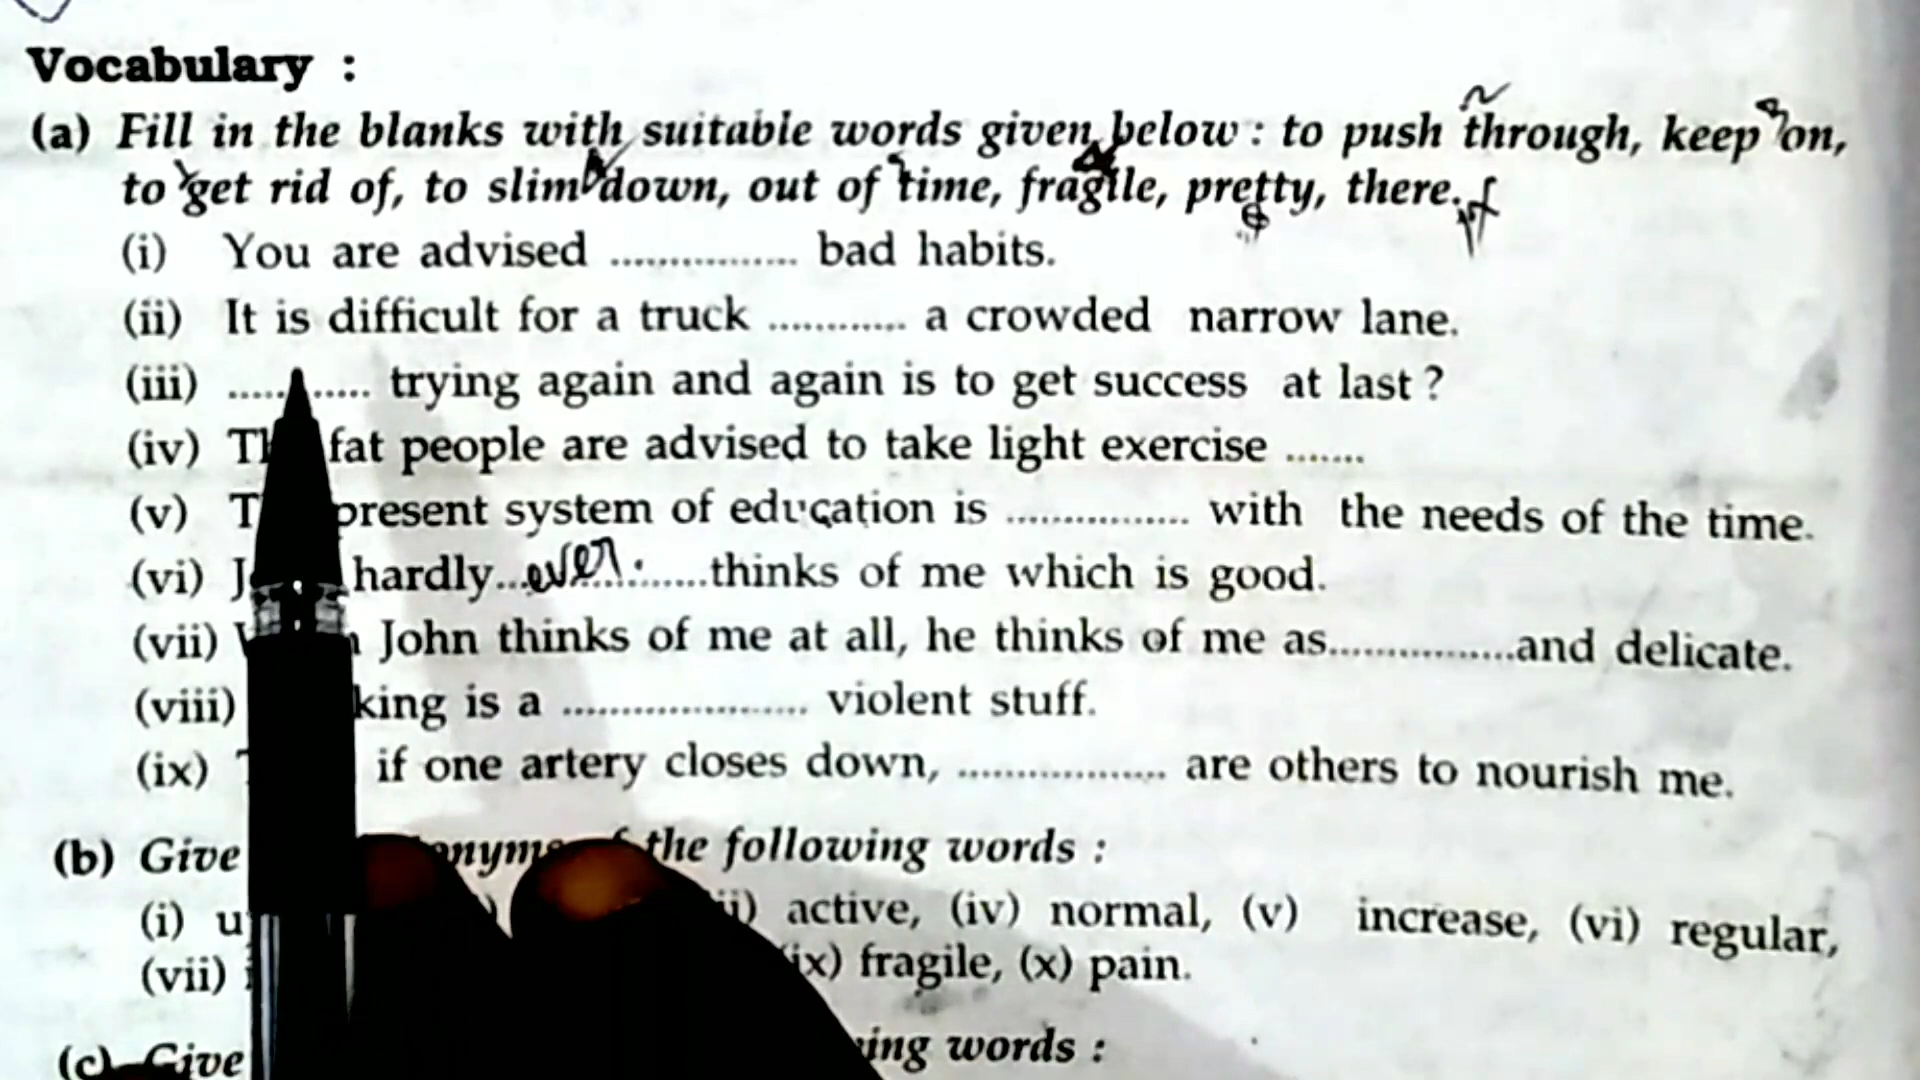 Vocabulary :
(a) Fill in the blanks with suitable words given below : to push through, keep on,
to get rid of, to slim down, out of time, fragile, pretty, there.
(i) You are advised ................ bad habits.
(ii) It is difficult for a truck ............ a crowded narrow lane.
(iii) ............ trying again and again is to get success at last ?
(iv) fat people are advised to take light exercise .......
(v) present system of education is ................ with the needs of the time.
(vi) hardly...ever.......thinks of me which is good.
(vii) John thinks of me at all, he thinks of me as................and delicate.
(viii) is a ..................... violent stuff.
(ix) if one artery closes down, .................. are others to nourish me.
(b) Give the following words :
(i) active, (iv) normal, (v) increase, (vi) regular,
(vii) (ix) fragile, (x) pain.
(c) Give words :